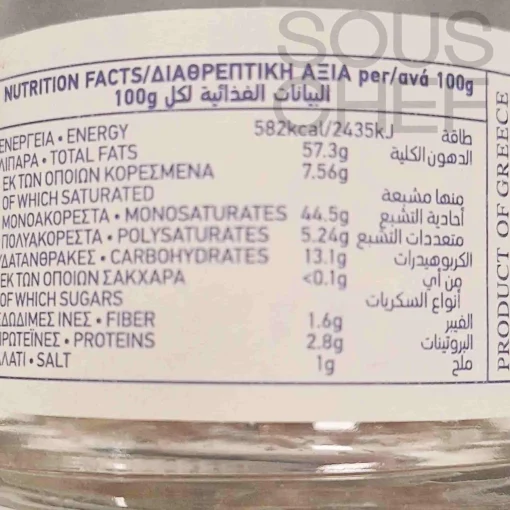 SOUS
CHEF
NUTRITION FACTS/ΔΙΑΘΡΕΠΤΙΚΗ ΑΞΙΑ per/ανά 100g
البيانات الغذائية لكل 100g
ΕΝΕΡΓΕΙΑ • ENERGY 582kcal/2435kJ طاقة
ΛΙΠΑΡΑ • TOTAL FATS 57.3g الدهون الكلية
ΕΚ ΤΩΝ ΟΠΟΙΩΝ ΚΟΡΕΣΜΕΝΑ 7.56g
OF WHICH SATURATED منها مشبعة
ΜΟΝΟΑΚΟΡΕΣΤΑ • MONOSATURATES 44.5g أحادية التشبع
ΠΟΛΥΑΚΟΡΕΣΤΑ • POLYSATURATES 5.24g متعددات التشبع
ΥΔΑΤΑΝΘΡΑΚΕΣ • CARBOHYDRATES 13.1g الكربوهيدرات
ΕΚ ΤΩΝ ΟΠΟΙΩΝ ΣΑΚΧΑΡΑ <0.1g من أي
OF WHICH SUGARS أنواع السكريات
ΕΔΩΔΙΜΕΣ ΙΝΕΣ • FIBER 1.6g الفيبر
ΠΡΩΤΕΪΝΕΣ • PROTEINS 2.8g البروتينات
ΑΛΑΤΙ • SALT 1g ملح
PRODUCT OF GREECE